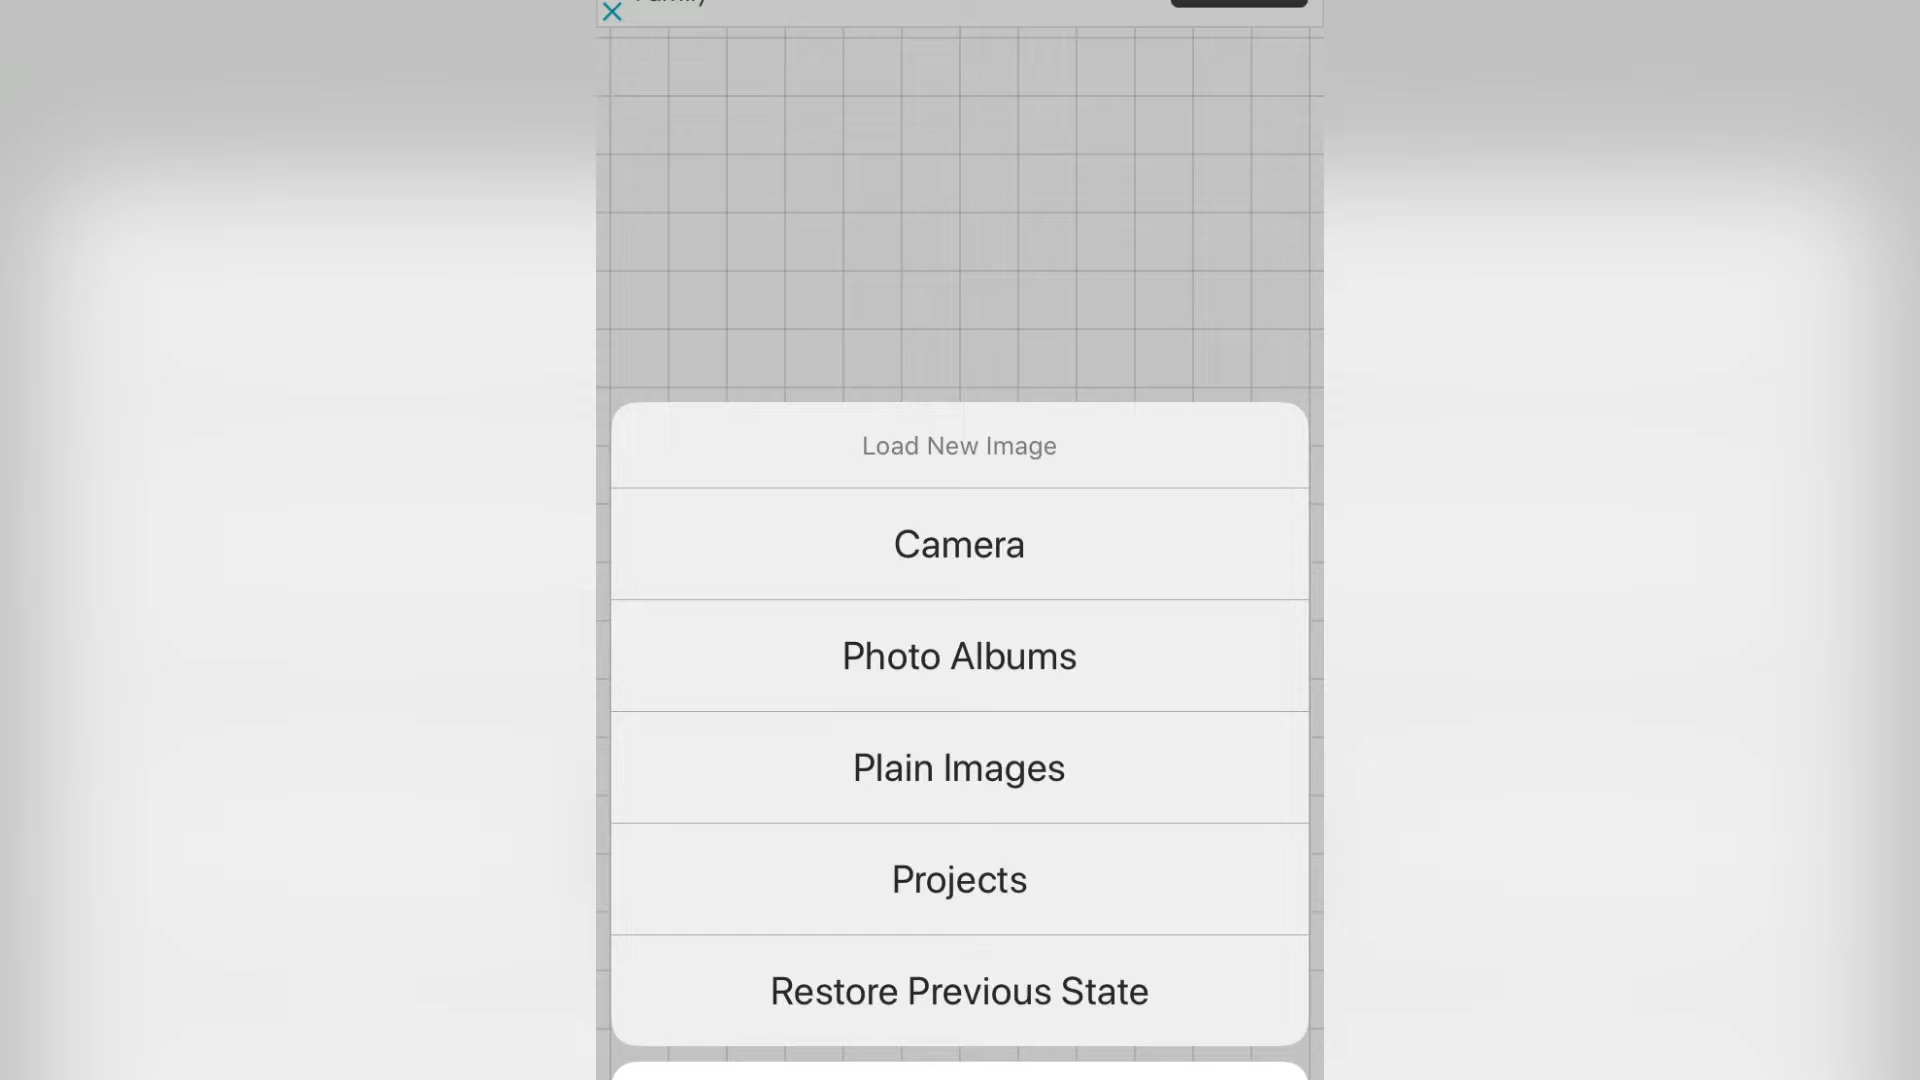 Load New Image
Camera
Photo Albums
Plain Images
Projects
Restore Previous State